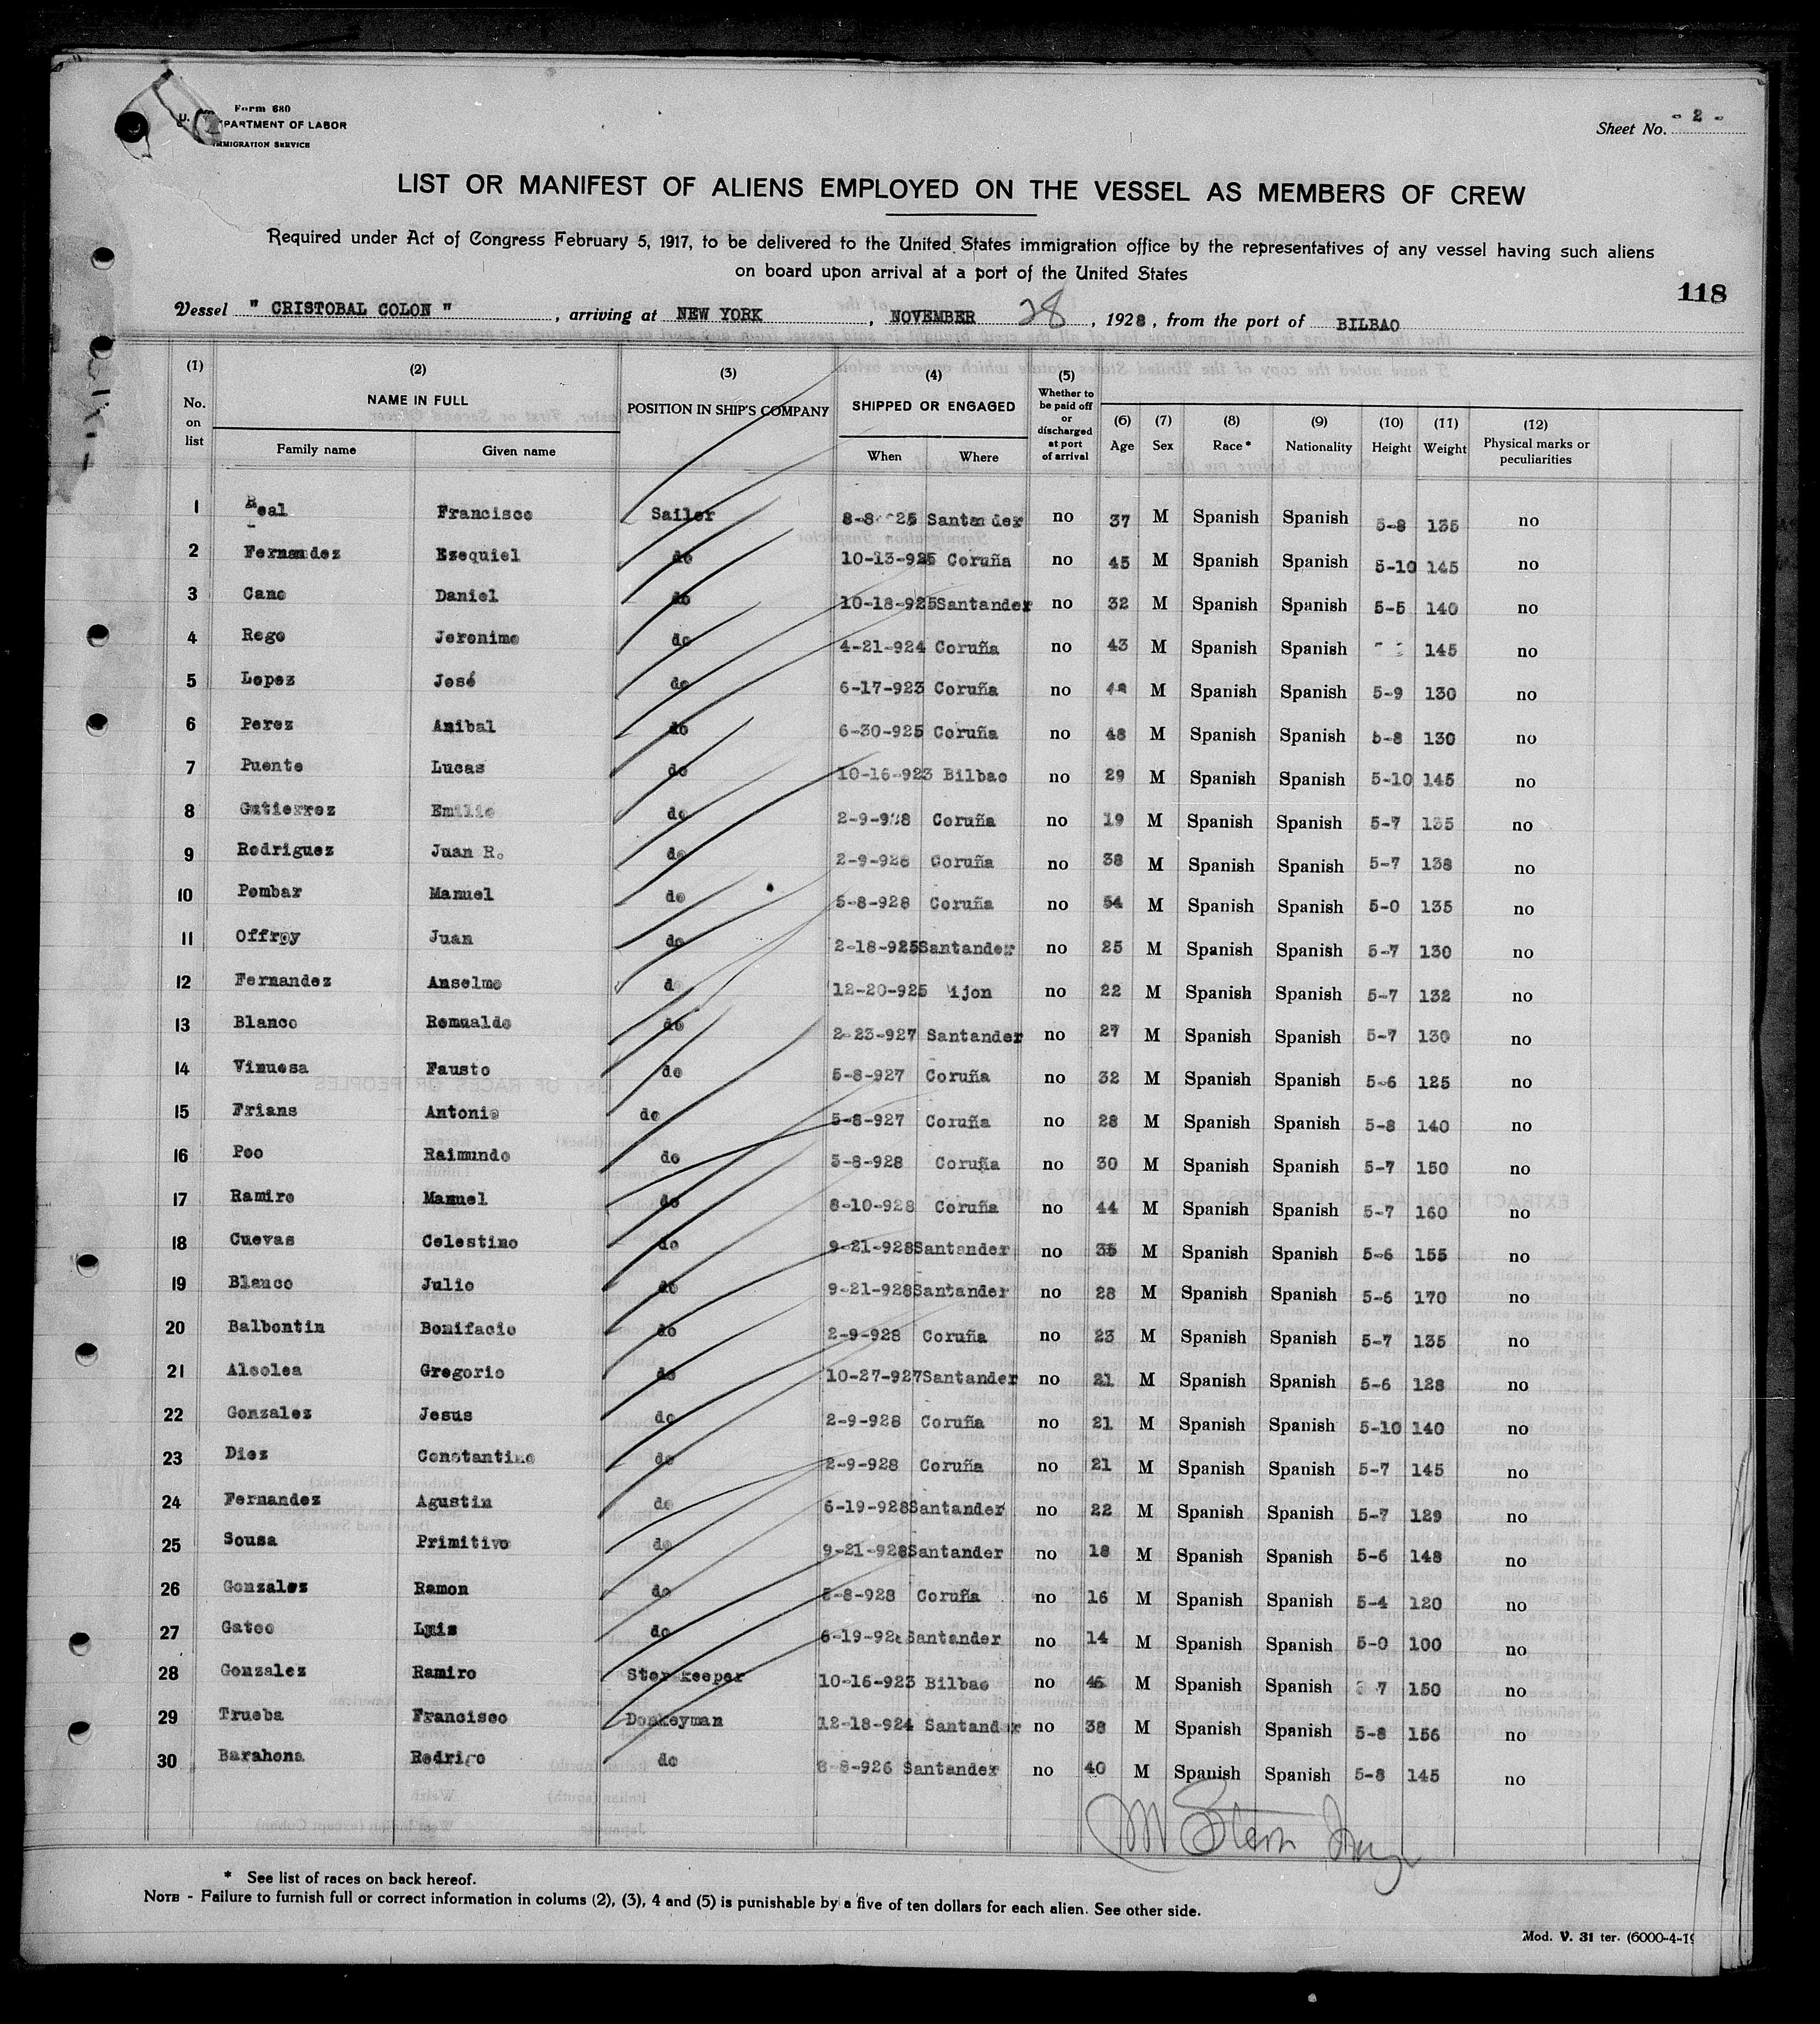 Form 680
U. PARTMENT OF LABOR
IMMIGRATION SERVICE
Sheet No. - 2 -
LIST OR MANIFEST OF ALIENS EMPLOYED ON THE VESSEL AS MEMBERS OF CREW
Required under Act of Congress February 5, 1917, to be delivered to the United States immigration office by the representatives of any vessel having such aliens
on board upon arrival at a port of the United States
118
Vessel " CRISTOBAL COLON " , arriving at NEW YORK , NOVEMBER 28 , 1928 , from the port of BILBAO
(1) No. on list (2) NAME IN FULL Family name Given name (3) POSITION IN SHIP'S COMPANY (4) SHIPPED OR ENGAGED When Where (5) Whether to be paid off or discharged at port of arrival (6) Age (7) Sex (8) Race* (9) Nationality (10) Height (11) Weight (12) Physical marks or peculiarities
1 Real Francisco Sailor 8-8- 925 Santander no 37 M Spanish Spanish 5-8 135 no
2 Fernandez Ezequiel do 10-13-925 Coruña no 45 M Spanish Spanish 5-10 145 no
3 Cano Daniel do 10-18-925 Santander no 32 M Spanish Spanish 5-5 140 no
4 Rego Jeronimo do 4-21-924 Coruña no 43 M Spanish Spanish 145 no
5 Lopez José do 6-17-923 Coruña no M Spanish Spanish 5-9 130 no
6 Perez Anibal do 6-30-925 Coruña no 48 M Spanish Spanish 5-8 130 no
7 Puente Lucas do 10-16-923 Bilbao no 29 M Spanish Spanish 5-10 145 no
8 Gutierrez Emilio do 2-9-928 Coruña no 19 M Spanish Spanish 5-7 135 no
9 Rodriguez Juan R. do 2-9-928 Coruña no 38 M Spanish Spanish 5-7 138 no
10 Pombar Manuel do 5-8-928 Coruña no 54 M Spanish Spanish 5-0 135 no
11 Offroy Juan do 2-18-925 Santander no 25 M Spanish Spanish 5-7 130 no
12 Fernandez Anselmo do 12-20-925 ijon no 22 M Spanish Spanish 5-7 132 no
13 Blanco Romualdo do 2-23-927 Santander no 27 M Spanish Spanish 5-7 130 no
14 Vinuesa Fausto do 5-8-927 Coruña no 32 M Spanish Spanish 5-6 125 no
15 Frians Antonio do 5-8-927 Coruña no 28 M Spanish Spanish 5-8 140 no
16 Poo Raimundo do 5-8-928 Coruña no 30 M Spanish Spanish 5-7 150 no
17 Ramiro Manuel do 8-10-928 Coruña no 44 M Spanish Spanish 5-7 160 no
18 Cuevas Celestino do 9-21-928 Santander no 35 M Spanish Spanish 5-6 155 no
19 Blanco Julio do 9-21-928 Santander no 28 M Spanish Spanish 5-6 170 no
20 Balbontin Bonifacio do 2-9-928 Coruña no 23 M Spanish Spanish 5-7 135 no
21 Alcolea Gregorio do 10-27-927 Santander no 21 M Spanish Spanish 5-6 128 no
22 Gonzalez Jesus do 2-9-928 Coruña no 21 M Spanish Spanish 5-10 140 no
23 Diez Constantino do 2-9-928 Coruña no 21 M Spanish Spanish 5-7 145 no
24 Fernandez Agustin do 6-19-928 Santander no 22 M Spanish Spanish 5-7 129 no
25 Sousa Primitivo do 9-21-928 Santander no 18 M Spanish Spanish 5-6 148 no
26 Gonzalez Ramon do 5-8-928 Coruña no 16 M Spanish Spanish 5-4 120 no
27 Gatoo Luis do 6-19-928 Santander no 14 M Spanish Spanish 5-0 100 no
28 Gonzalez Ramiro Storekeeper 10-16-923 Bilbao no 46 M Spanish Spanish 7 150 no
29 Trueba Francisco Donkeyman 12-18-924 Santander no 38 M Spanish Spanish 5-8 156 no
30 Barahona Rodrigo do 8-8-926 Santander no 40 M Spanish Spanish 5-8 145 no
M Stern
* See list of races on back hereof.
NOTE - Failure to furnish full or correct information in colums (2), (3), 4 and (5) is punishable by a five of ten dollars for each alien. See other side.
Mod. V. 31 ter. (6000-4-19